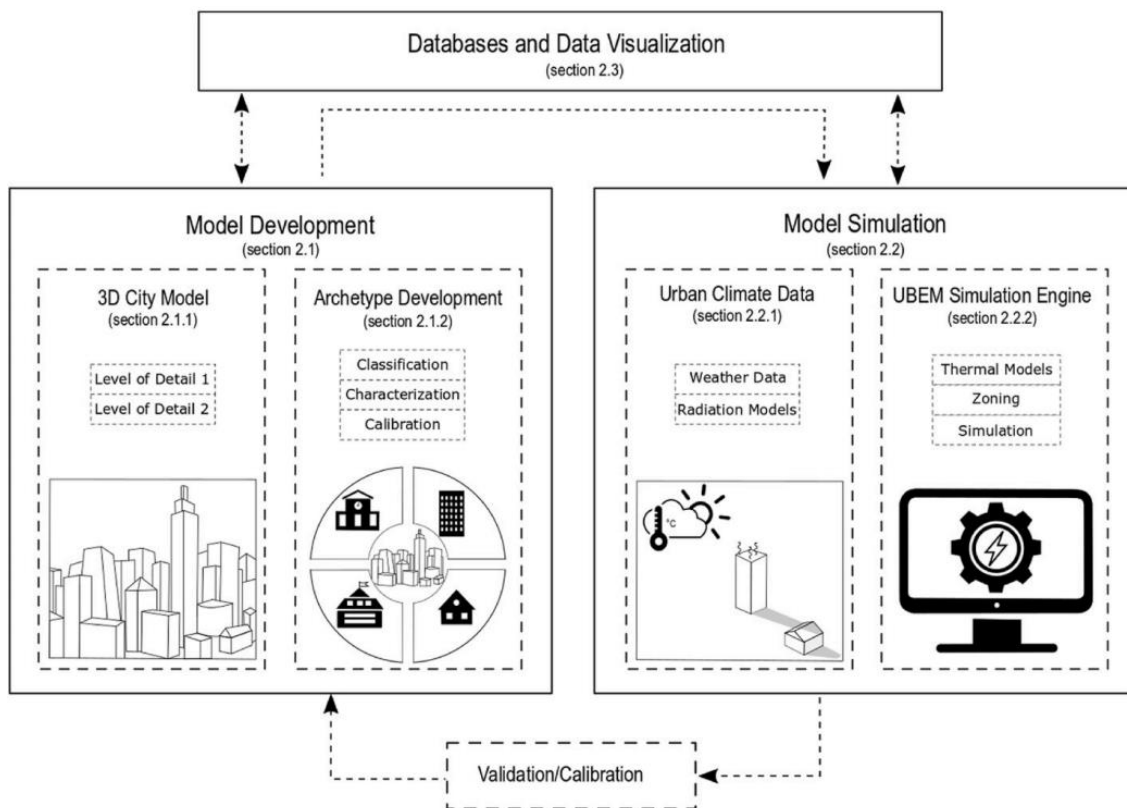 Databases and Data Visualization
(section 2.3)
Model Development
(section 2.1)
3D City Model
(section 2.1.1)
Level of Detail 1
Level of Detail 2
Archetype Development
(section 2.1.2)
Classification
Characterization
Calibration
Model Simulation
(section 2.2)
Urban Climate Data
(section 2.2.1)
Weather Data
Radiation Models
°C
UBEM Simulation Engine
(section 2.2.2)
Thermal Models
Zoning
Simulation
Validation/Calibration